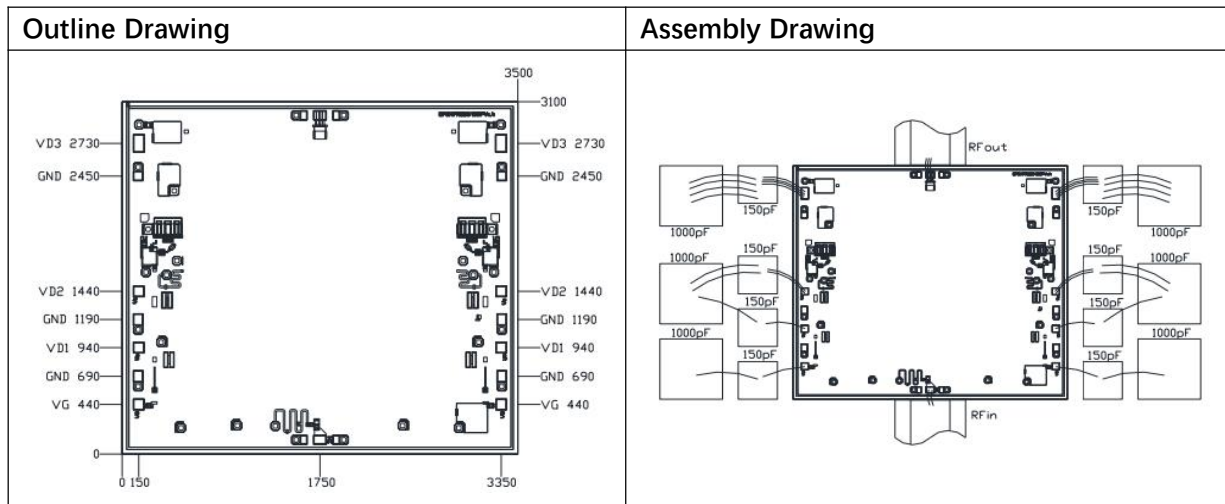 Outline Drawing
Assembly Drawing
3500
3100
VD3 2730
VD3 2730
GND 2450
GND 2450
VD2 1440
VD2 1440
GND 1190
GND 1190
VD1 940
VD1 940
GND 690
GND 690
VG 440
VG 440
0
0 150
1750
3350
RFout
150pF
150pF
1000pF
1000pF
1000pF
150pF
150pF
1000pF
150pF
150pF
1000pF
150pF
150pF
1000pF
RFin